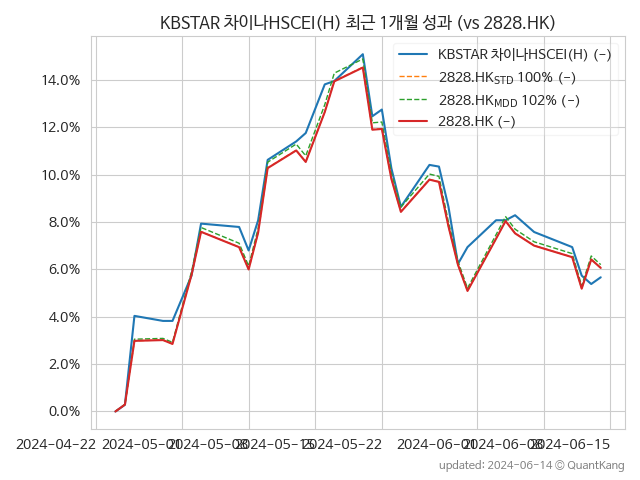 KBSTAR 차이나HSCEI(H) 최근 1개월 성과 (vs 2828.HK)
KBSTAR 차이나HSCEI(H) (-)
2828.HK_STD 100% (-)
2828.HK_MDD 102% (-)
2828.HK (-)
14.0%
12.0%
10.0%
8.0%
6.0%
4.0%
2.0%
0.0%
2024-04-22 2024-05-01 2024-05-08 2024-05-15 2024-05-22 2024-06-01 2024-06-08 2024-06-15
updated: 2024-06-14 © QuantKang